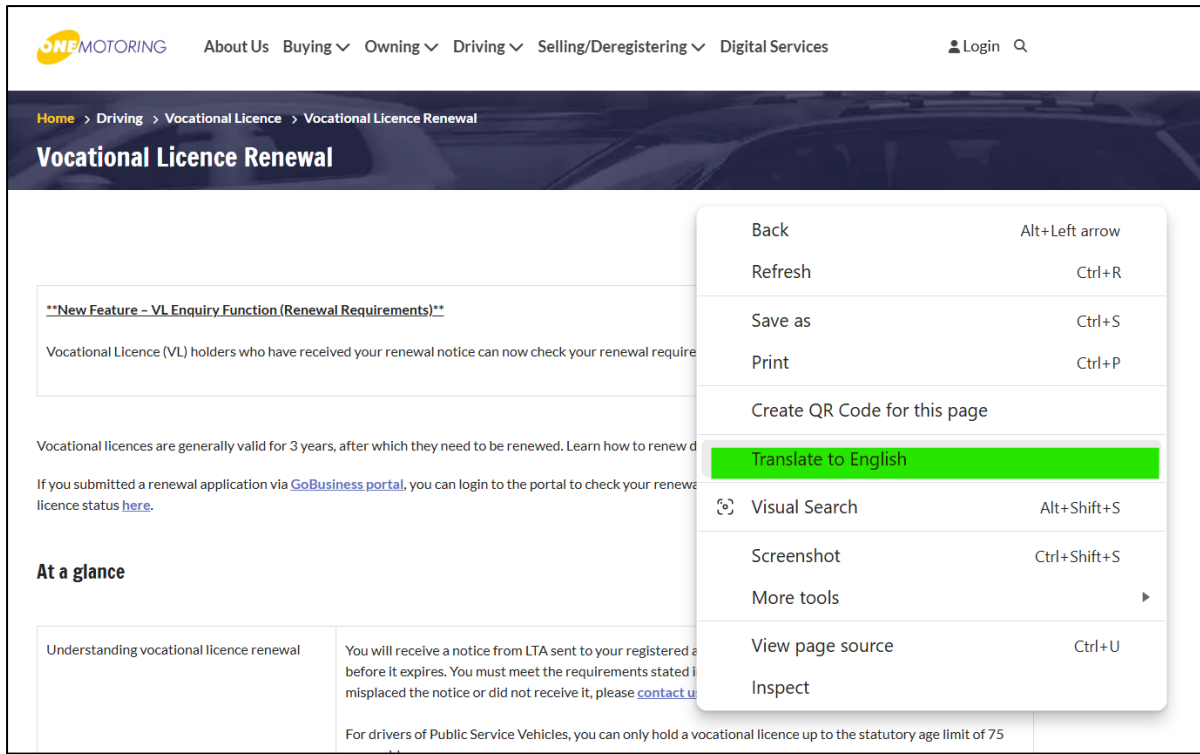 ONEMOTORING About Us Buying Owning Driving Selling/Deregistering Digital Services Login
Home > Driving > Vocational Licence > Vocational Licence Renewal
Vocational Licence Renewal
**New Feature – VL Enquiry Function (Renewal Requirements)**
Vocational Licence (VL) holders who have received your renewal notice can now check your renewal require
Vocational licences are generally valid for 3 years, after which they need to be renewed. Learn how to renew d
If you submitted a renewal application via GoBusiness portal, you can login to the portal to check your renewa
licence status here.
At a glance
Understanding vocational licence renewal
You will receive a notice from LTA sent to your registered a
before it expires. You must meet the requirements stated i
misplaced the notice or did not receive it, please contact u
For drivers of Public Service Vehicles, you can only hold a vocational licence up to the statutory age limit of 75
Back Alt+Left arrow
Refresh Ctrl+R
Save as Ctrl+S
Print Ctrl+P
Create QR Code for this page
Translate to English
Visual Search Alt+Shift+S
Screenshot Ctrl+Shift+S
More tools
View page source Ctrl+U
Inspect